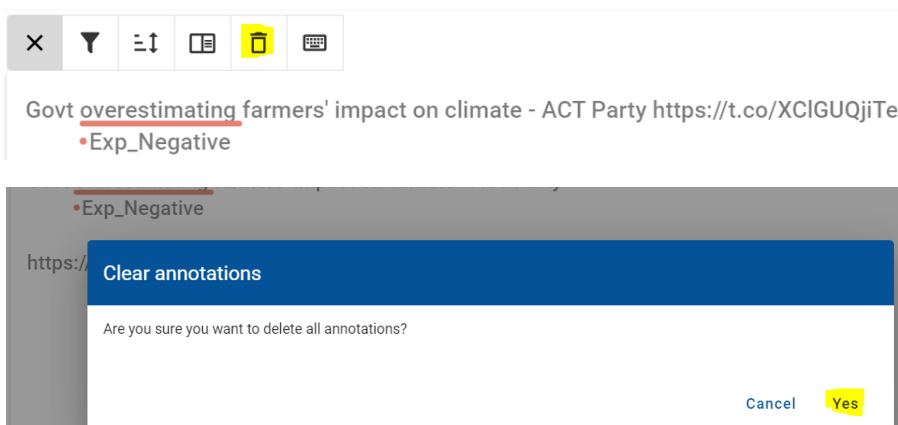 Govt overestimating farmers' impact on climate - ACT Party https://t.co/XClGUQjiTe
•Exp_Negative
•Exp_Negative
https://
Clear annotations
Are you sure you want to delete all annotations?
Cancel Yes